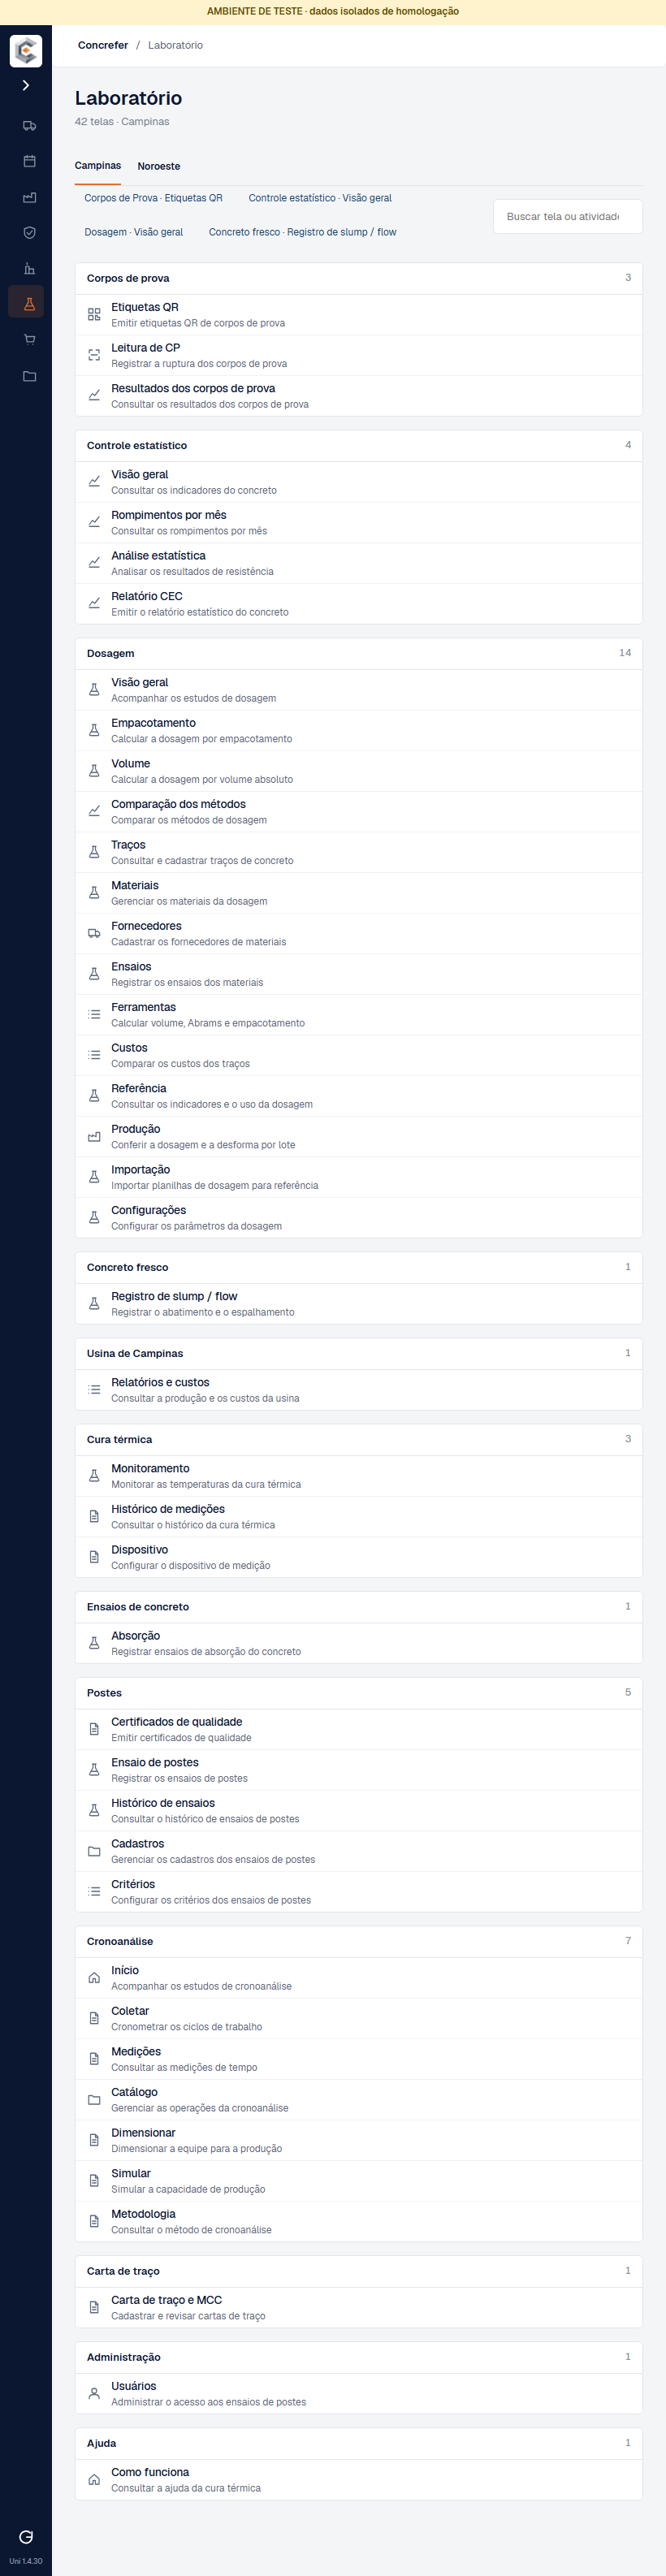 AMBIENTE DE TESTE · dados isolados de homologação
Concrefer / Laboratório
Laboratório
42 telas · Campinas
Campinas Noroeste
Corpos de Prova · Etiquetas QR Controle estatístico · Visão geral
Buscar tela ou atividade
Dosagem · Visão geral Concreto fresco · Registro de slump / flow
Corpos de prova 3
Etiquetas QR
Emitir etiquetas QR de corpos de prova
Leitura de CP
Registrar a ruptura dos corpos de prova
Resultados dos corpos de prova
Consultar os resultados dos corpos de prova
Controle estatístico 4
Visão geral
Consultar os indicadores do concreto
Rompimentos por mês
Consultar os rompimentos por mês
Análise estatística
Analisar os resultados de resistência
Relatório CEC
Emitir o relatório estatístico do concreto
Dosagem 14
Visão geral
Acompanhar os estudos de dosagem
Empacotamento
Calcular a dosagem por empacotamento
Volume
Calcular a dosagem por volume absoluto
Comparação dos métodos
Comparar os métodos de dosagem
Traços
Consultar e cadastrar traços de concreto
Materiais
Gerenciar os materiais da dosagem
Fornecedores
Cadastrar os fornecedores de materiais
Ensaios
Registrar os ensaios dos materiais
Ferramentas
Calcular volume, Abrams e empacotamento
Custos
Comparar os custos dos traços
Referência
Consultar os indicadores e o uso da dosagem
Produção
Conferir a dosagem e a desforma por lote
Importação
Importar planilhas de dosagem para referência
Configurações
Configurar os parâmetros da dosagem
Concreto fresco 1
Registro de slump / flow
Registrar o abatimento e o espalhamento
Usina de Campinas 1
Relatórios e custos
Consultar a produção e os custos da usina
Cura térmica 3
Monitoramento
Monitorar as temperaturas da cura térmica
Histórico de medições
Consultar o histórico da cura térmica
Dispositivo
Configurar o dispositivo de medição
Ensaios de concreto 1
Absorção
Registrar ensaios de absorção do concreto
Postes 5
Certificados de qualidade
Emitir certificados de qualidade
Ensaio de postes
Registrar os ensaios de postes
Histórico de ensaios
Consultar o histórico de ensaios de postes
Cadastros
Gerenciar os cadastros dos ensaios de postes
Critérios
Configurar os critérios dos ensaios de postes
Cronoanálise 7
Início
Acompanhar os estudos de cronoanálise
Coletar
Cronometrar os ciclos de trabalho
Medições
Consultar as medições de tempo
Catálogo
Gerenciar as operações da cronoanálise
Dimensionar
Dimensionar a equipe para a produção
Simular
Simular a capacidade de produção
Metodologia
Consultar o método de cronoanálise
Carta de traço 1
Carta de traço e MCC
Cadastrar e revisar cartas de traço
Administração 1
Usuários
Administrar o acesso aos ensaios de postes
Ajuda 1
Como funciona
Consultar a ajuda da cura térmica
Uni 1.4.30